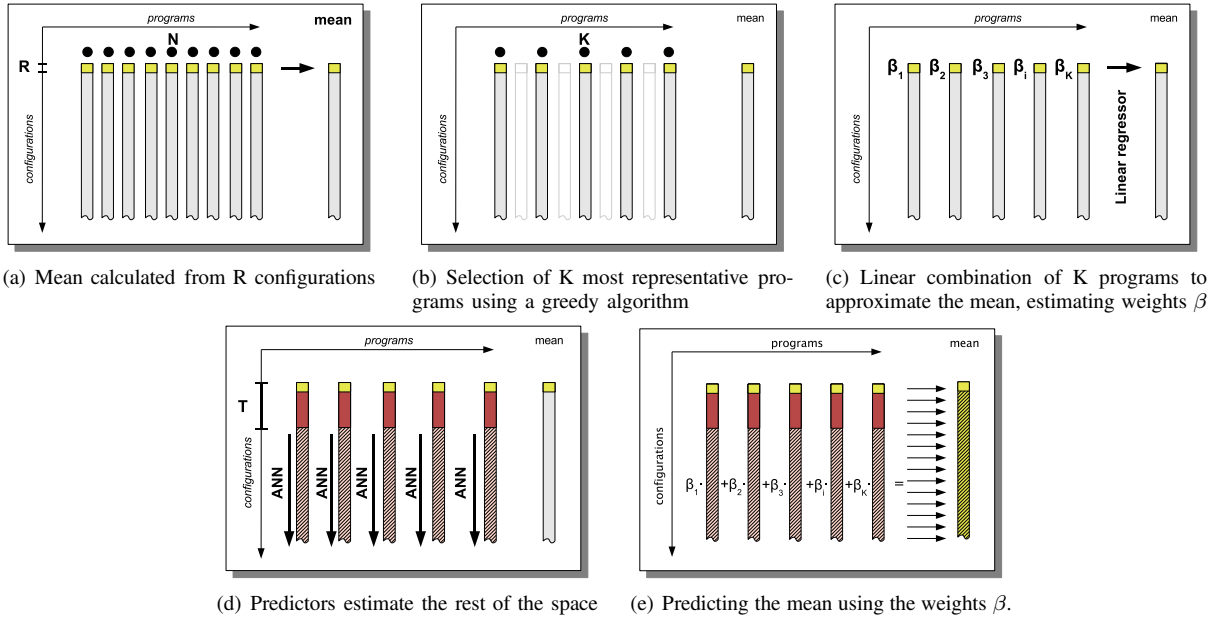 programs
mean
N
R
configurations
(a) Mean calculated from R configurations
programs
mean
K
configurations
(b) Selection of K most representative pro-
grams using a greedy algorithm
programs
mean
β1 β2 β3 βi βK
configurations
Linear regressor
(c) Linear combination of K programs to
approximate the mean, estimating weights β
programs
mean
T
configurations
ANN ANN ANN ANN ANN
(d) Predictors estimate the rest of the space
programs
mean
configurations
β1· +β2· +β3· +βi· +βK· =
(e) Predicting the mean using the weights β.